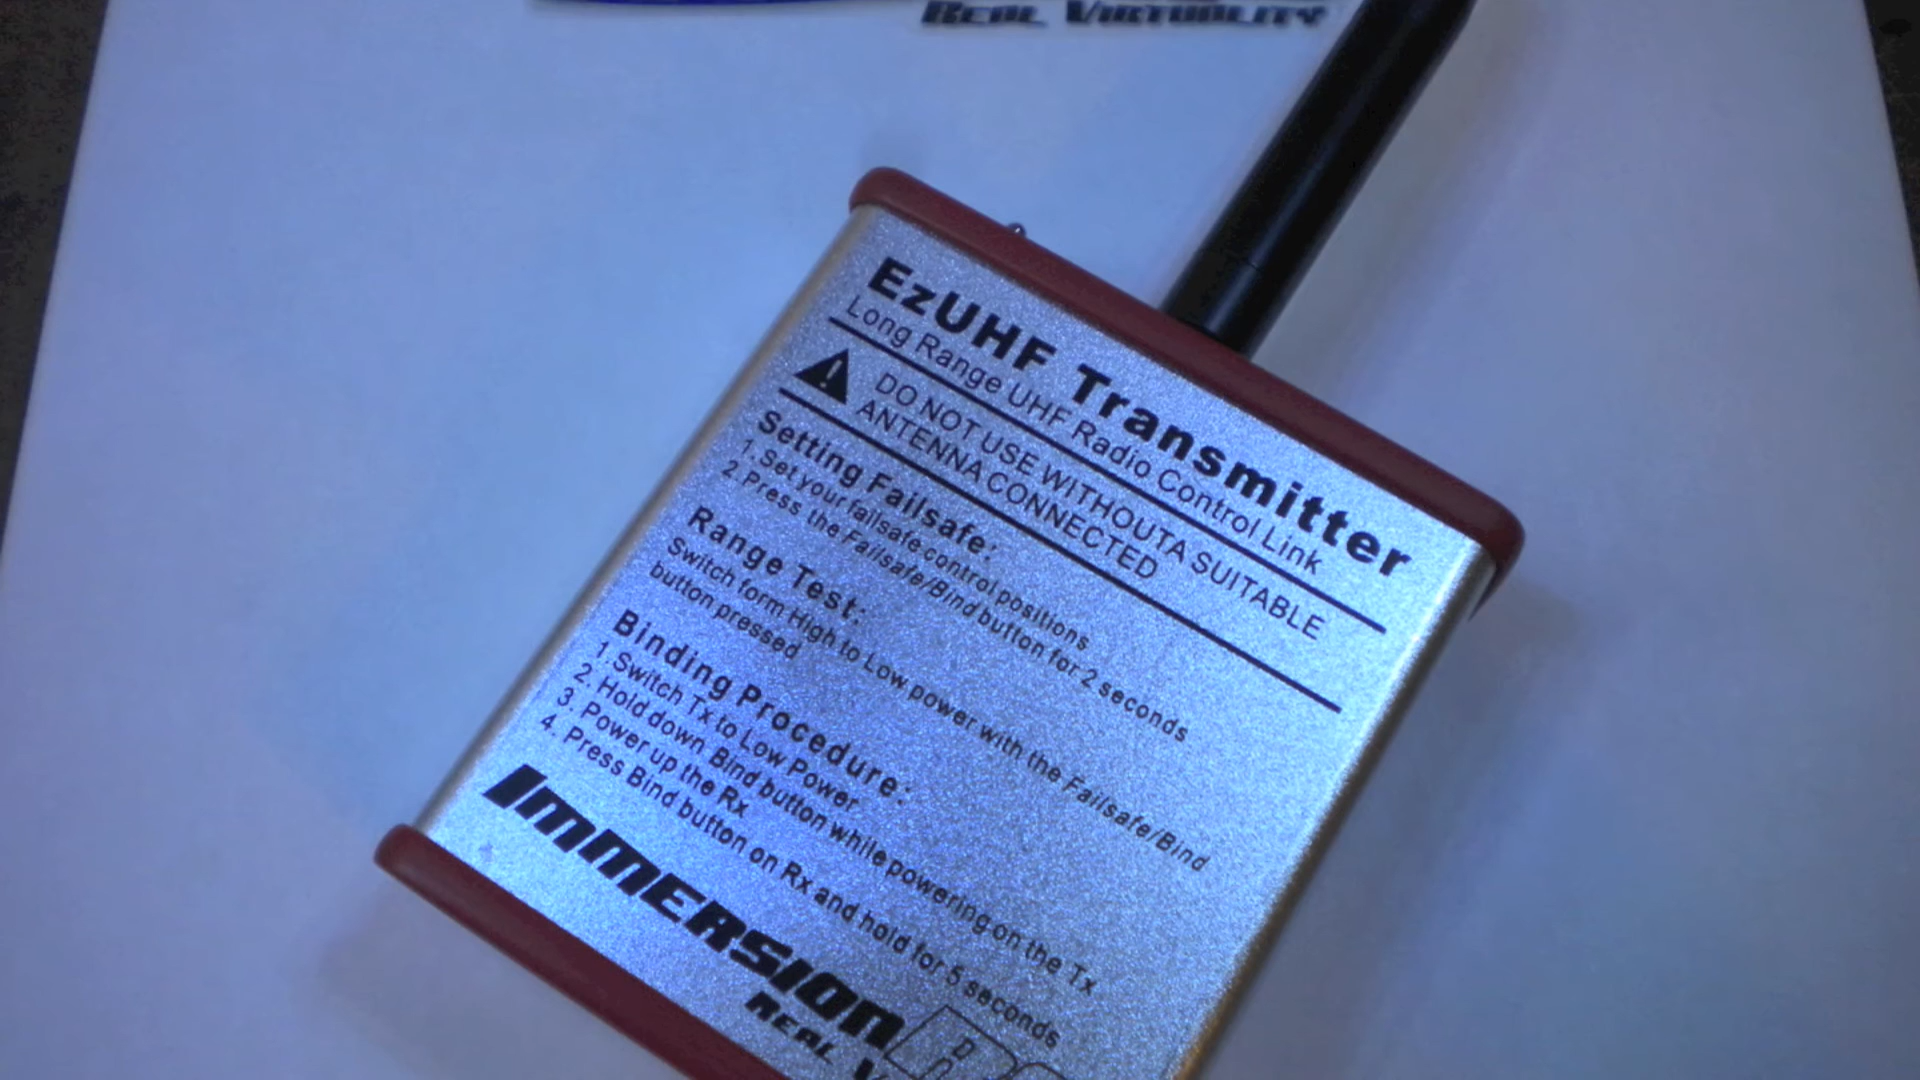 REAL VIRTUALITY
EzUHF Transmitter
Long Range UHF Radio Control Link
DO NOT USE WITHOUTA SUITABLE
ANTENNA CONNECTED
Setting Failsafe:
1. Set your failsafe control positions
2. Press the Failsafe/Bind button for 2 seconds
Range Test:
Switch form High to Low power with the Failsafe/Bind
button pressed
Binding Procedure:
1. Switch Tx to Low Power
2. Hold down Bind button while powering on the Tx
3. Power up the Rx
4. Press Bind button on Rx and hold for 5 seconds
IMMERSION
REAL